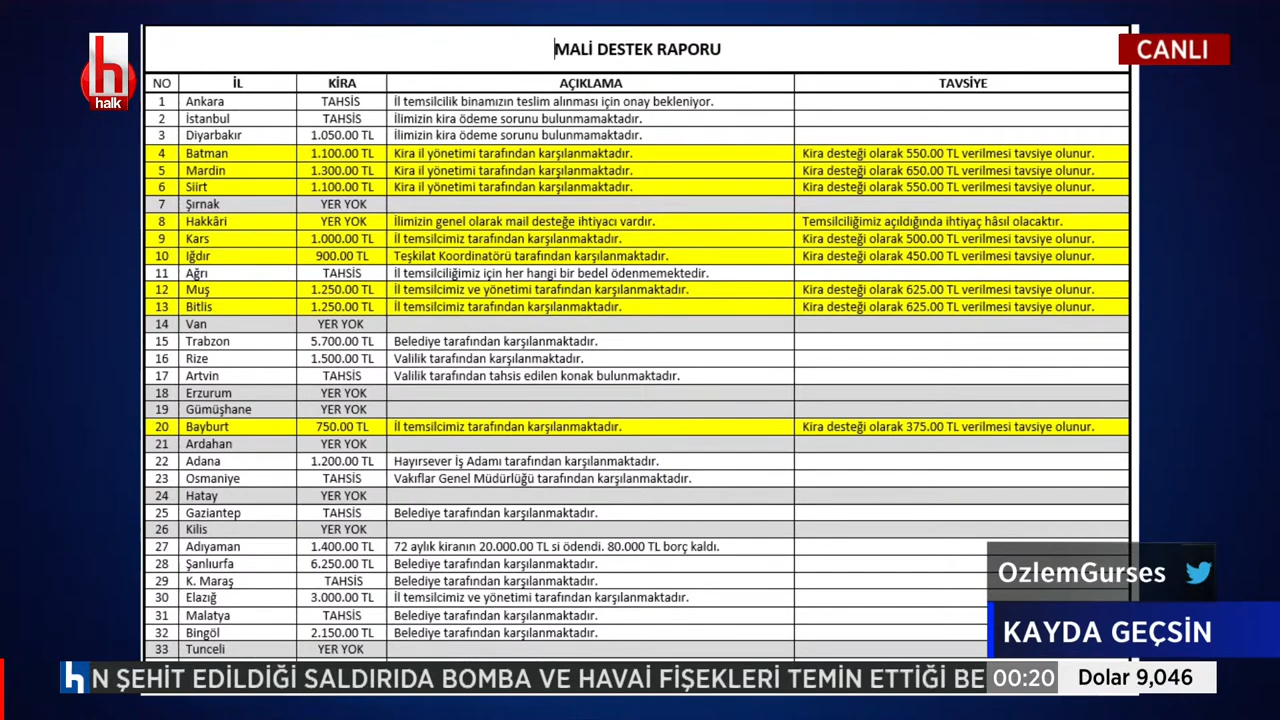 MALİ DESTEK RAPORU
CANLI
h
halk
NO İL KİRA AÇIKLAMA TAVSİYE
1 Ankara TAHSİS İl temsilcilik binamızın teslim alınması için onay bekleniyor.
2 İstanbul TAHSİS İlimizin kira ödeme sorunu bulunmamaktadır.
3 Diyarbakır 1.050.00 TL İlimizin kira ödeme sorunu bulunmamaktadır.
4 Batman 1.100.00 TL Kira il yönetimi tarafından karşılanmaktadır. Kira desteği olarak 550.00 TL verilmesi tavsiye olunur.
5 Mardin 1.300.00 TL Kira il yönetimi tarafından karşılanmaktadır. Kira desteği olarak 650.00 TL verilmesi tavsiye olunur.
6 Siirt 1.100.00 TL Kira il yönetimi tarafından karşılanmaktadır. Kira desteği olarak 550.00 TL verilmesi tavsiye olunur.
7 Şırnak YER YOK
8 Hakkâri YER YOK İlimizin genel olarak mail desteğe ihtiyacı vardır. Temsilciliğimiz açıldığında ihtiyaç hâsıl olacaktır.
9 Kars 1.000.00 TL İl temsilcimiz tarafından karşılanmaktadır. Kira desteği olarak 500.00 TL verilmesi tavsiye olunur.
10 Iğdır 900.00 TL Teşkilat Koordinatörü tarafından karşılanmaktadır. Kira desteği olarak 450.00 TL verilmesi tavsiye olunur.
11 Ağrı TAHSİS İl temsilciliğimiz için her hangi bir bedel ödenmemektedir.
12 Muş 1.250.00 TL İl temsilcimiz ve yönetimi tarafından karşılanmaktadır. Kira desteği olarak 625.00 TL verilmesi tavsiye olunur.
13 Bitlis 1.250.00 TL İl temsilcimiz tarafından karşılanmaktadır. Kira desteği olarak 625.00 TL verilmesi tavsiye olunur.
14 Van YER YOK
15 Trabzon 5.700.00 TL Belediye tarafından karşılanmaktadır.
16 Rize 1.500.00 TL Valilik tarafından karşılanmaktadır.
17 Artvin TAHSİS Valilik tarafından tahsis edilen konak bulunmaktadır.
18 Erzurum YER YOK
19 Gümüşhane YER YOK
20 Bayburt 750.00 TL İl temsilcimiz tarafından karşılanmaktadır. Kira desteği olarak 375.00 TL verilmesi tavsiye olunur.
21 Ardahan YER YOK
22 Adana 1.200.00 TL Hayırsever İş Adamı tarafından karşılanmaktadır.
23 Osmaniye TAHSİS Vakıflar Genel Müdürlüğü tarafından karşılanmaktadır.
24 Hatay YER YOK
25 Gaziantep TAHSİS Belediye tarafından karşılanmaktadır.
26 Kilis YER YOK
27 Adıyaman 1.400.00 TL 72 aylık kiranın 20.000.00 TL si ödendi. 80.000 TL borç kaldı.
28 Şanlıurfa 6.250.00 TL Belediye tarafından karşılanmaktadır.
29 K. Maraş TAHSİS Belediye tarafından karşılanmaktadır.
30 Elazığ 3.000.00 TL İl temsilcimiz ve yönetimi tarafından karşılanmaktadır.
31 Malatya TAHSİS Belediye tarafından karşılanmaktadır.
32 Bingöl 2.150.00 TL Belediye tarafından karşılanmaktadır.
33 Tunceli YER YOK
OzlemGurses
KAYDA GEÇSİN
h N ŞEHİT EDİLDİĞİ SALDIRIDA BOMBA VE HAVAİ FİŞEKLERİ TEMİN ETTİĞİ BE 00:20 Dolar 9,046